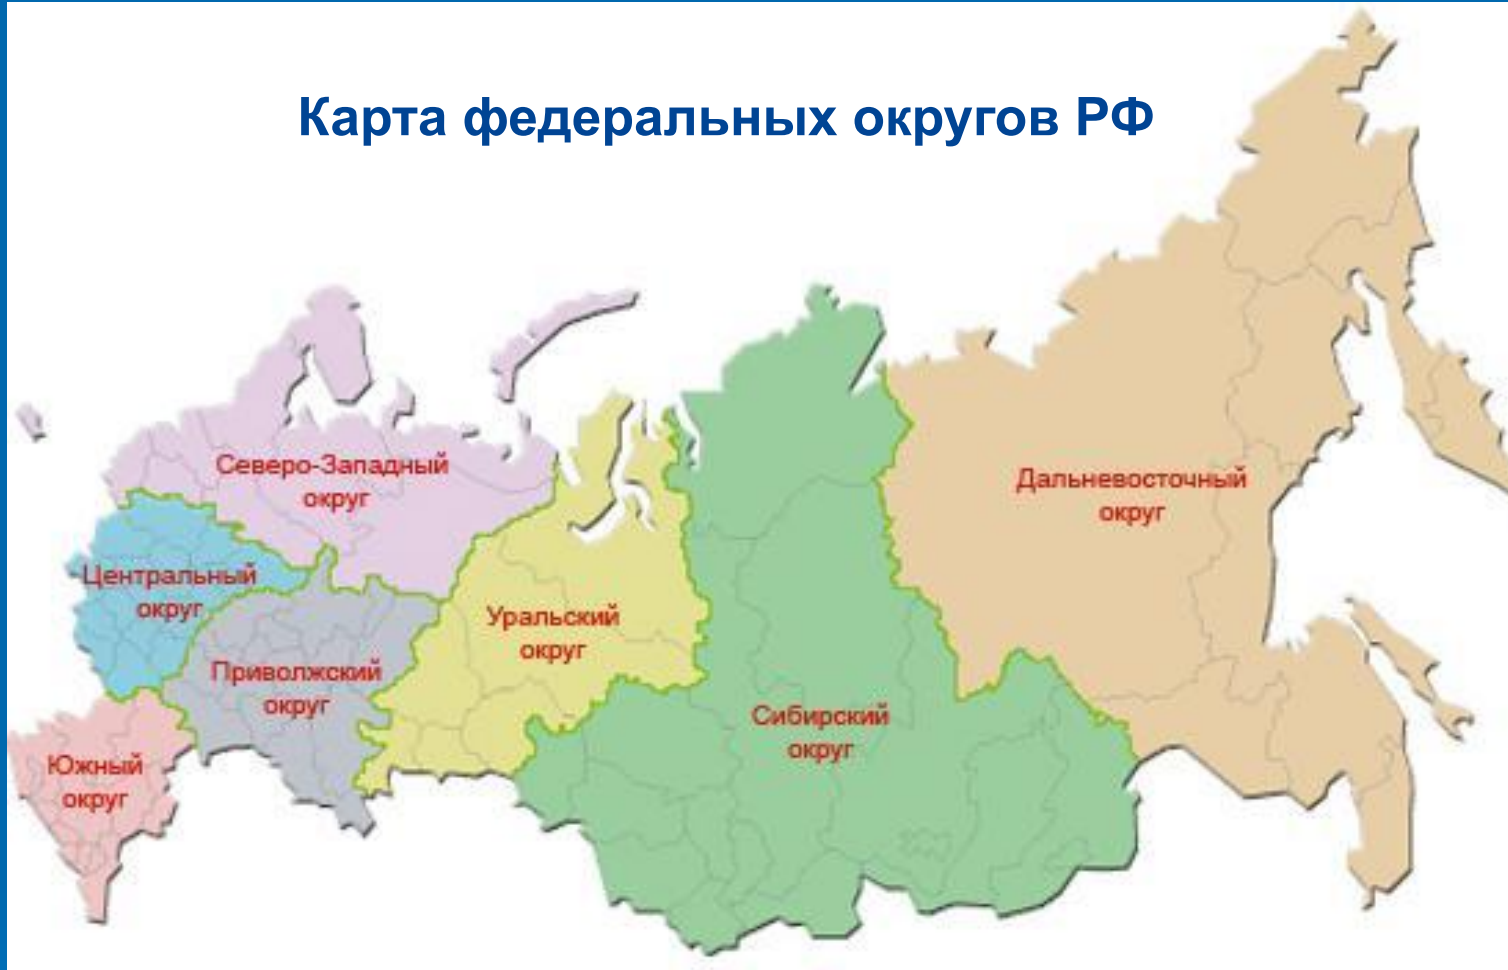 Карта федеральных округов РФ
Северо-Западный
округ
Дальневосточный
округ
Центральный
округ
Уральский
округ
Приволжский
округ
Сибирский
округ
Южный
округ